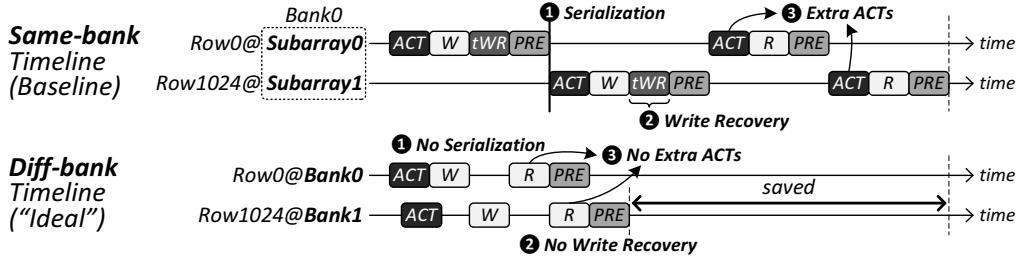 Bank0
❶ Serialization
❸ Extra ACTs
Same-bank
Timeline
(Baseline)
Row0@ Subarray0
ACT W tWR PRE
ACT R PRE
time
Row1024@ Subarray1
ACT W tWR PRE
ACT R PRE
time
❷ Write Recovery
❶ No Serialization
❸ No Extra ACTs
Diff-bank
Timeline
(“Ideal”)
Row0@Bank0
ACT W
R PRE
time
saved
Row1024@Bank1
ACT
W
R PRE
time
❷ No Write Recovery